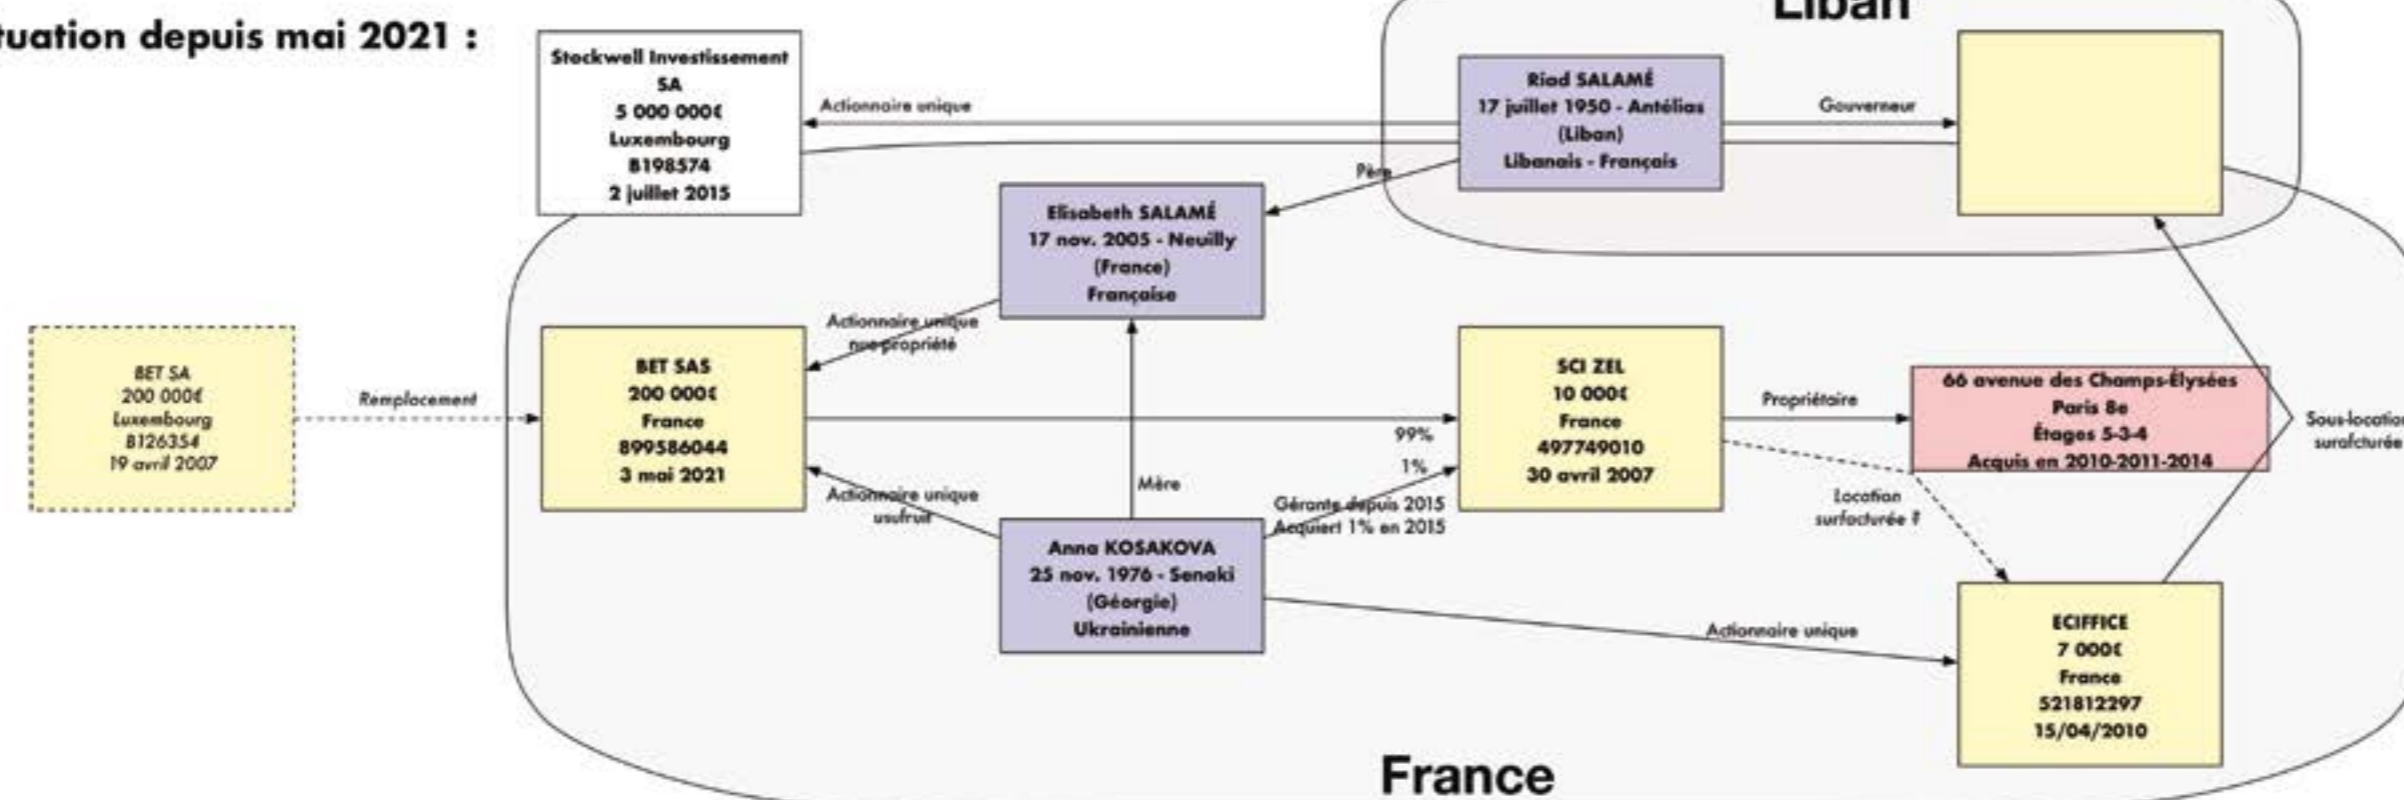 Liban
tuation depuis mai 2021 :
Stockwell Investissement
SA
5 000 000€
Luxembourg
B198574
2 juillet 2015
Actionnaire unique
Riad SALAMÉ
17 juillet 1950 - Antélias
(Liban)
Libanais - Français
Gouverneur
Père
Elisabeth SALAMÉ
17 nov. 2005 - Neuilly
(France)
Française
Actionnaire unique
nue-propriété
BET SA
200 000€
Luxembourg
B126354
19 avril 2007
Remplacement
BET SAS
200 000€
France
899586044
3 mai 2021
99%
1%
SCI ZEL
10 000€
France
497749010
30 avril 2007
Propriétaire
66 avenue des Champs-Élysées
Paris 8e
Étages 5-3-4
Acquis en 2010-2011-2014
Sous-location
surafcturée
Actionnaire unique
usufruit
Mère
Gérante depuis 2015
Acquiert 1% en 2015
Location
surfacturée ?
Anna KOSAKOVA
25 nov. 1976 - Senaki
(Géorgie)
Ukrainienne
Actionnaire unique
ECIFFICE
7 000€
France
521812297
15/04/2010
France